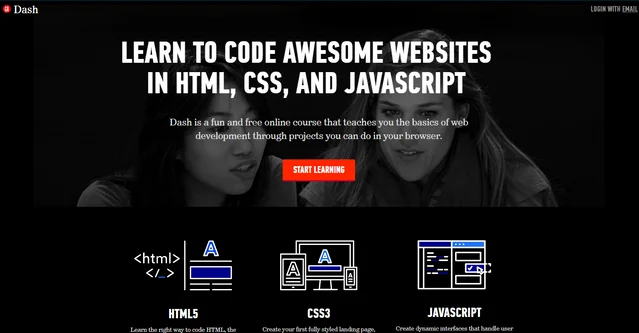 Dash
LOGIN WITH EMAIL
LEARN TO CODE AWESOME WEBSITES
IN HTML, CSS, AND JAVASCRIPT
Dash is a fun and free online course that teaches you the basics of web
development through projects you can do in your browser.
START LEARNING
<html>
</_>
A
A
A
A
HTML5
CSS3
JAVASCRIPT
Learn the right way to code HTML, the
Create your first fully styled landing page,
Create dynamic interfaces that handle user